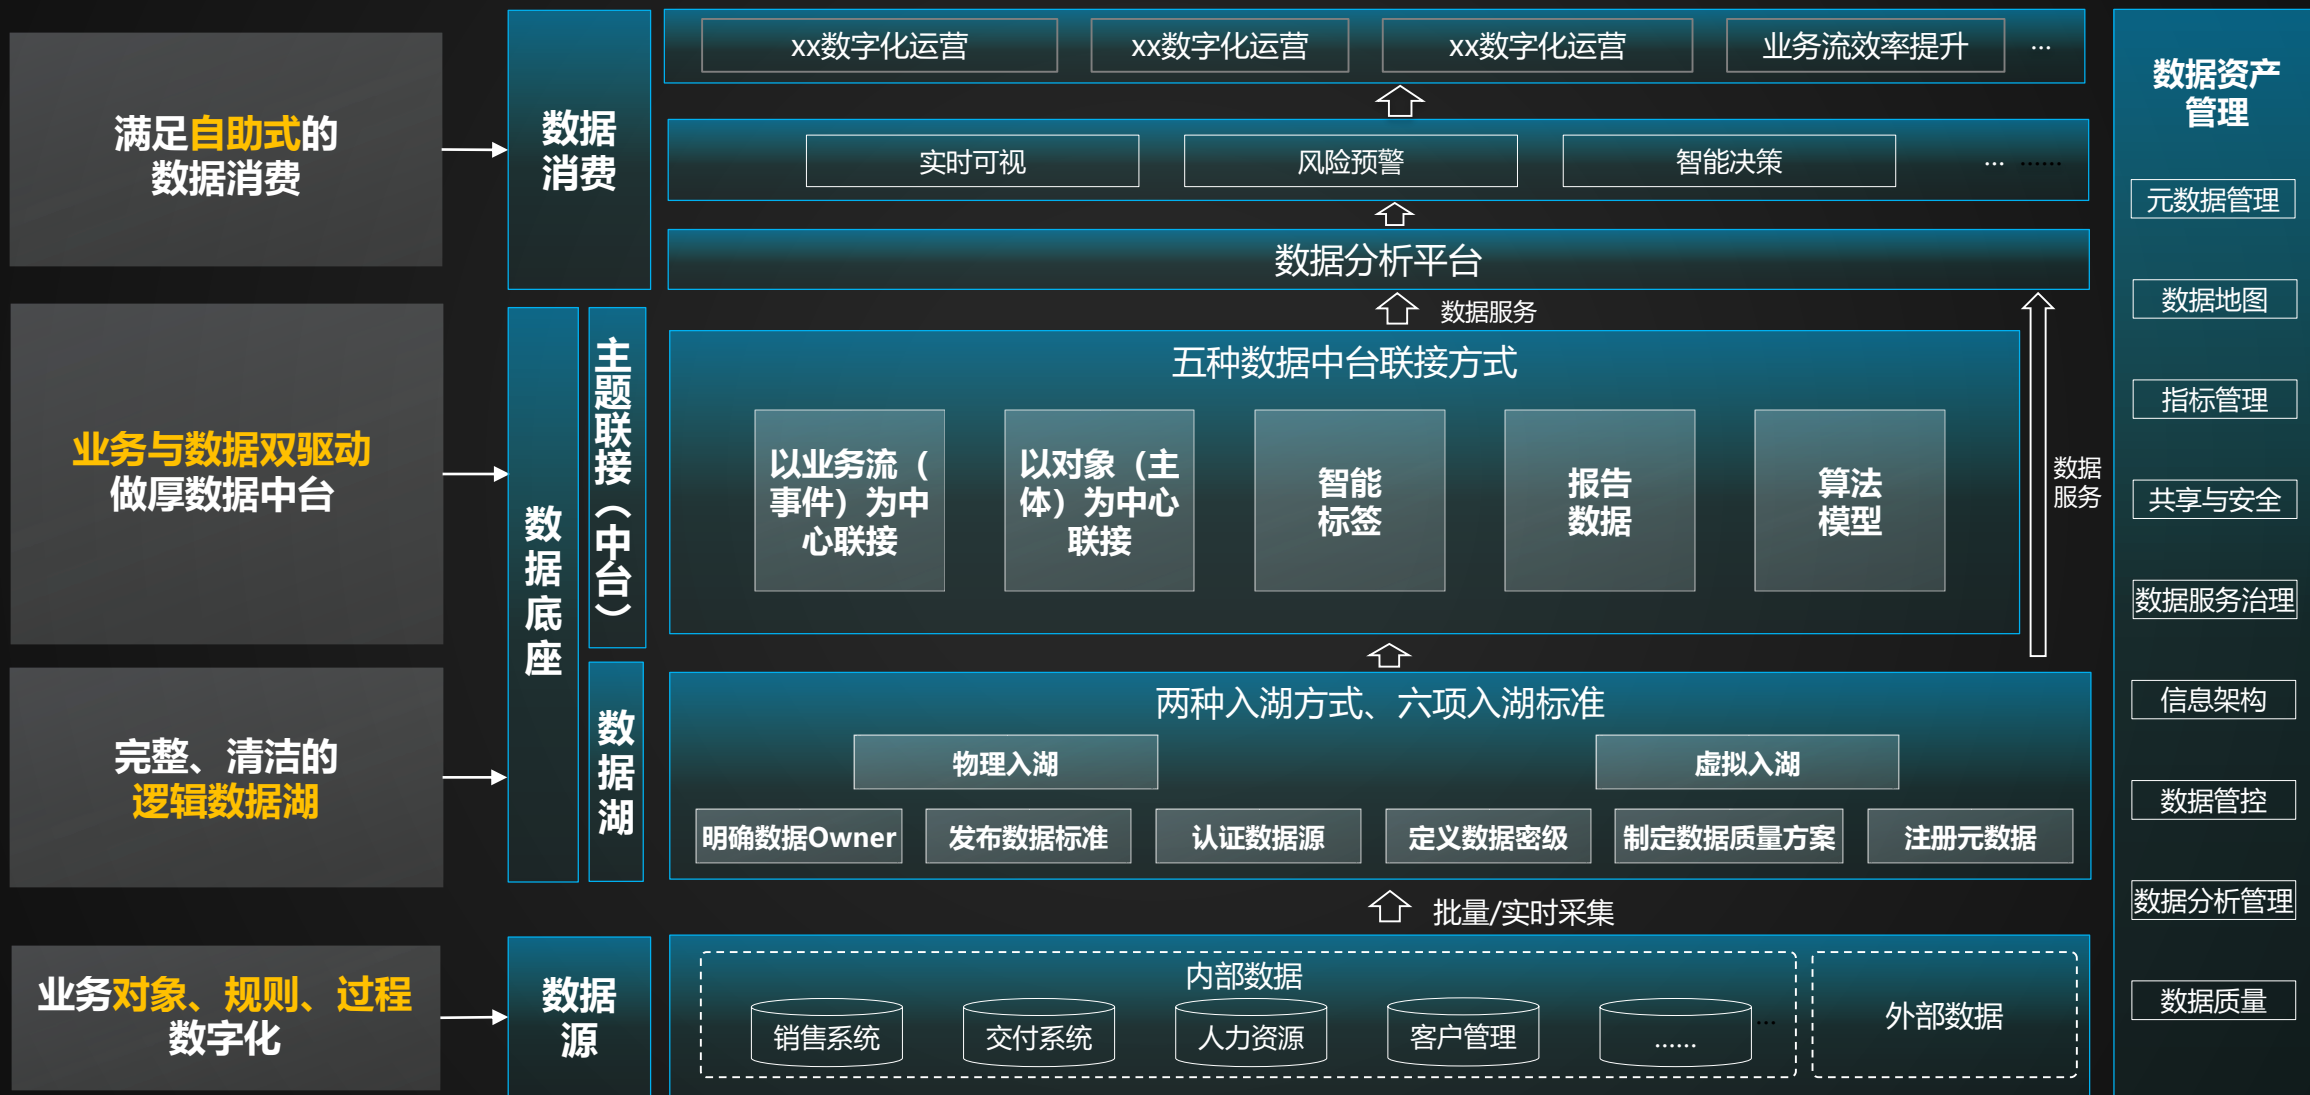 满足自助式的
数据消费
业务与数据双驱动
做厚数据中台
完整、清洁的
逻辑数据湖
业务对象、规则、过程
数字化
数据
消费
数据底座
主题联接（中台）
数据湖
数据
源
xx数字化运营
xx数字化运营
xx数字化运营
业务流效率提升
...
实时可视
风险预警
智能决策
... ......
数据分析平台
数据服务
五种数据中台联接方式
以业务流（
事件）为中
心联接
以对象（主
体）为中心
联接
智能
标签
报告
数据
算法
模型
数据
服务
两种入湖方式、六项入湖标准
物理入湖
虚拟入湖
明确数据Owner
发布数据标准
认证数据源
定义数据密级
制定数据质量方案
注册元数据
批量/实时采集
内部数据
销售系统
交付系统
人力资源
客户管理
......
...
外部数据
数据资产
管理
元数据管理
数据地图
指标管理
共享与安全
数据服务治理
信息架构
数据管控
数据分析管理
数据质量